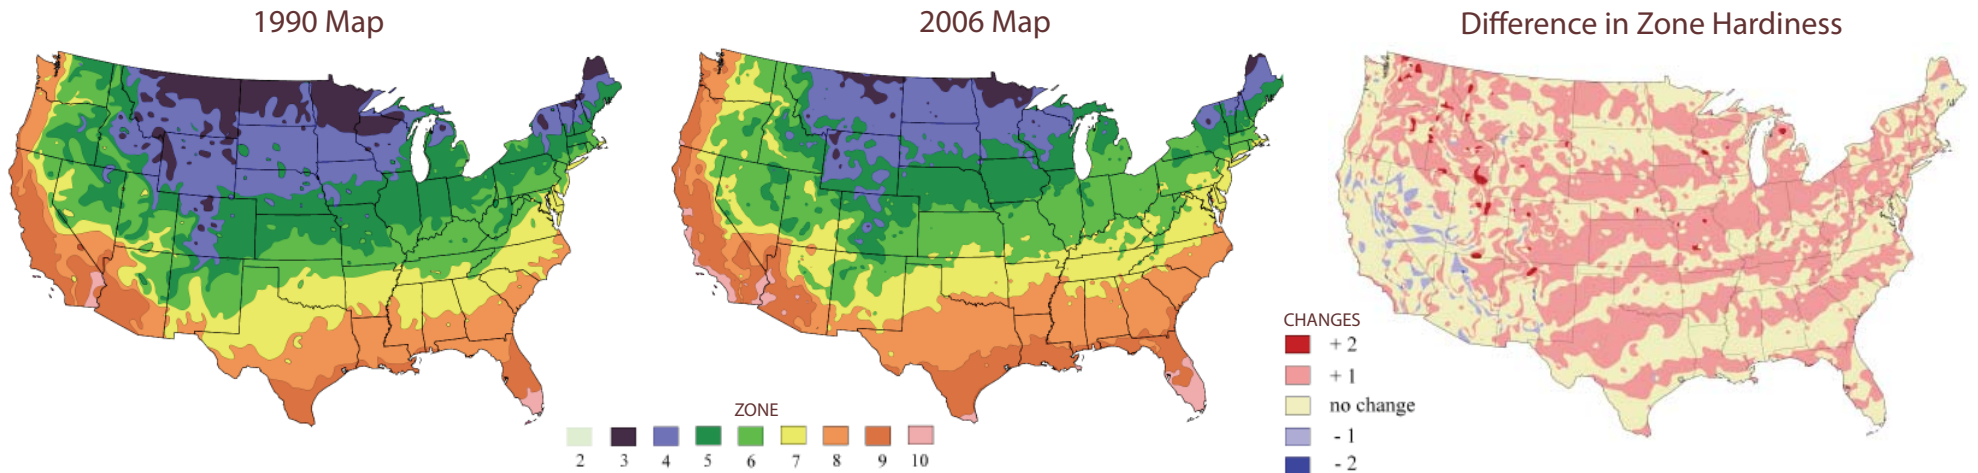 1990 Map
2006 Map
Difference in Zone Hardiness
CHANGES
+ 2
+ 1
no change
- 1
- 2
ZONE
2 3 4 5 6 7 8 9 10